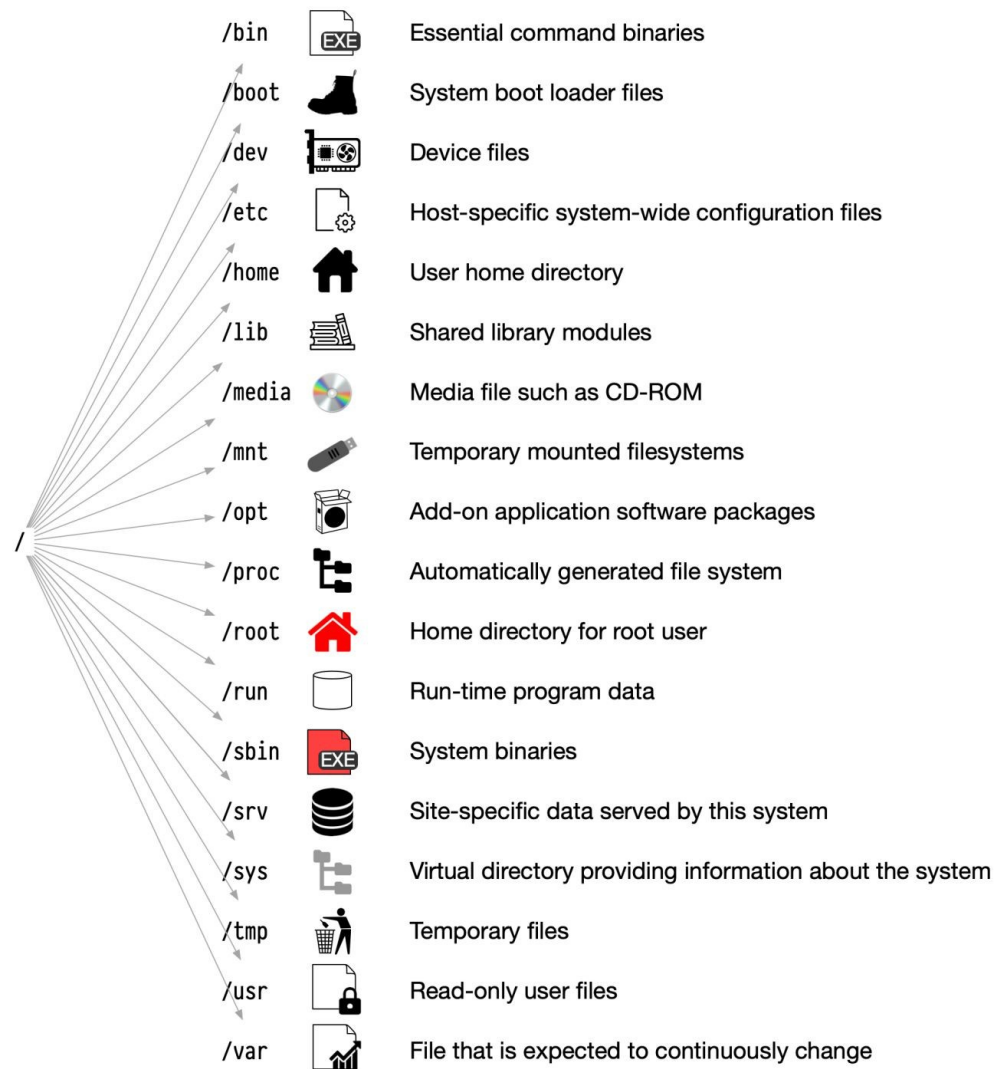 /bin EXE Essential command binaries
/boot System boot loader files
/dev Device files
/etc Host-specific system-wide configuration files
/home User home directory
/lib Shared library modules
/media Media file such as CD-ROM
/mnt Temporary mounted filesystems
/opt Add-on application software packages
/
/proc Automatically generated file system
/root Home directory for root user
/run Run-time program data
/sbin EXE System binaries
/srv Site-specific data served by this system
/sys Virtual directory providing information about the system
/tmp Temporary files
/usr Read-only user files
/var File that is expected to continuously change